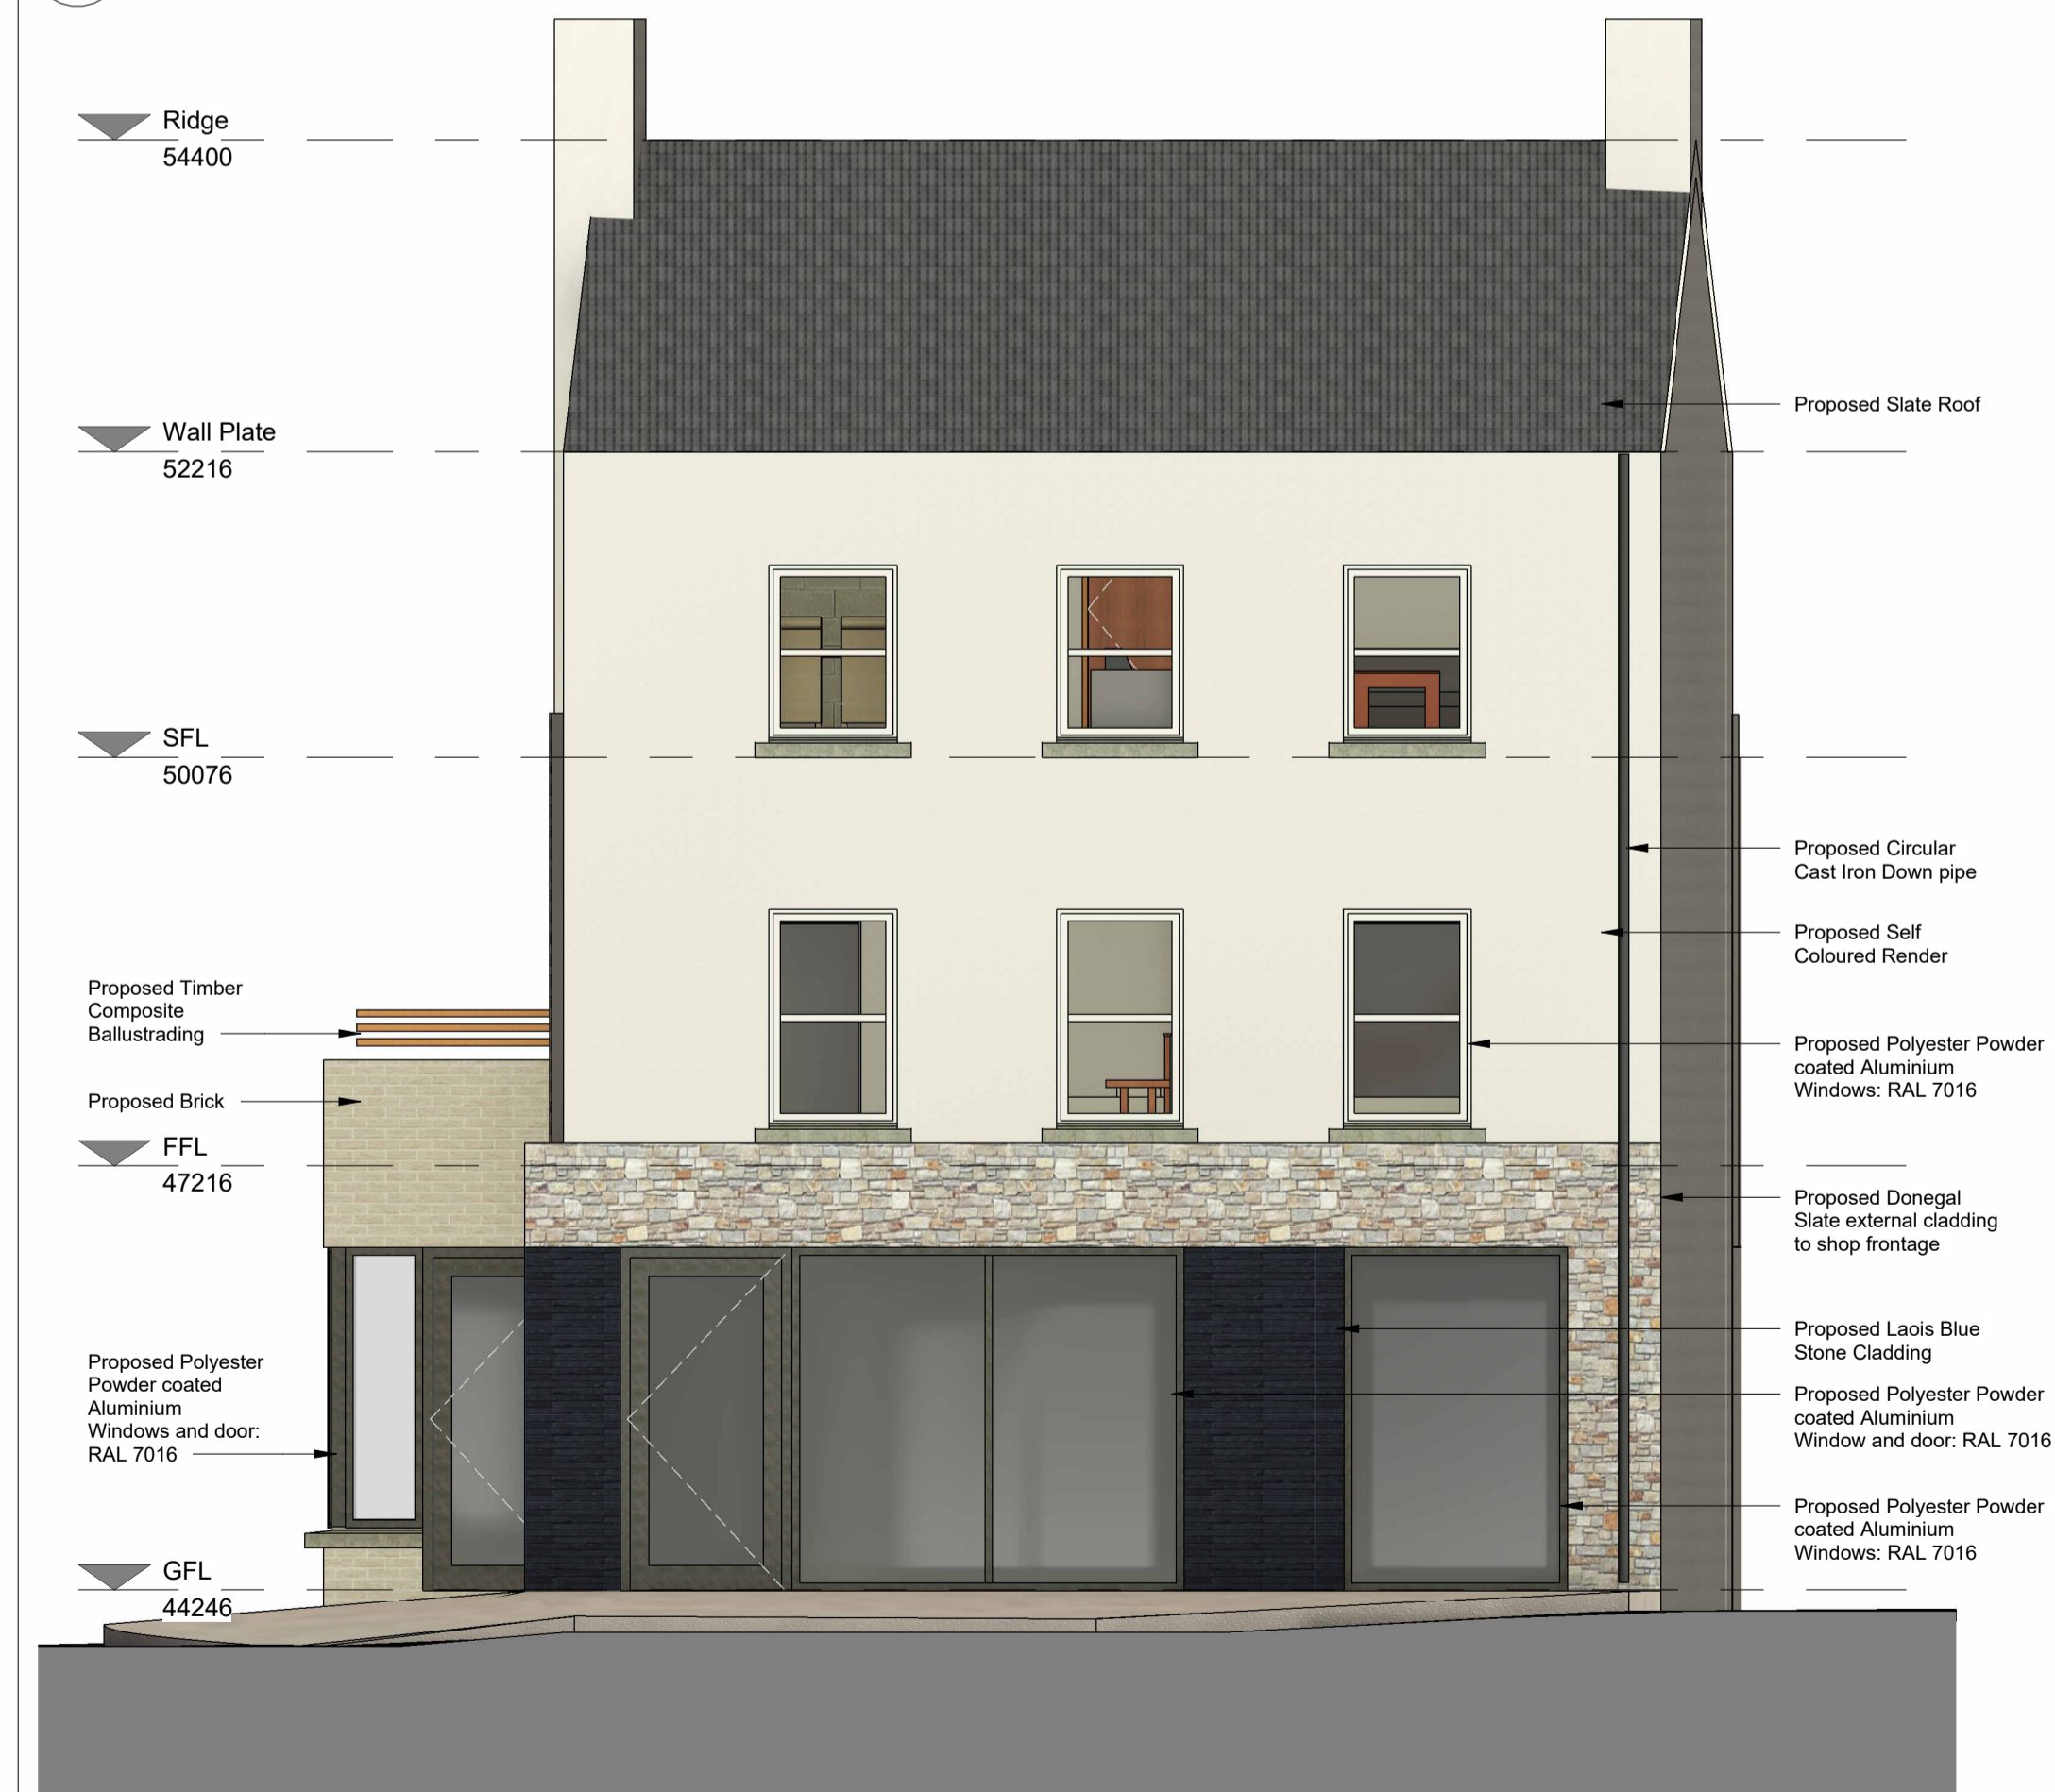 Ridge
54400
Wall Plate
52216
SFL
50076
Proposed Timber
Composite
Ballustrading
Proposed Brick
FFL
47216
Proposed Polyester
Powder coated
Aluminium
Windows and door:
RAL 7016
GFL
44246
Proposed Slate Roof
Proposed Circular
Cast Iron Down pipe
Proposed Self
Coloured Render
Proposed Polyester Powder
coated Aluminium
Windows: RAL 7016
Proposed Donegal
Slate external cladding
to shop frontage
Proposed Laois Blue
Stone Cladding
Proposed Polyester Powder
coated Aluminium
Window and door: RAL 7016
Proposed Polyester Powder
coated Aluminium
Windows: RAL 7016